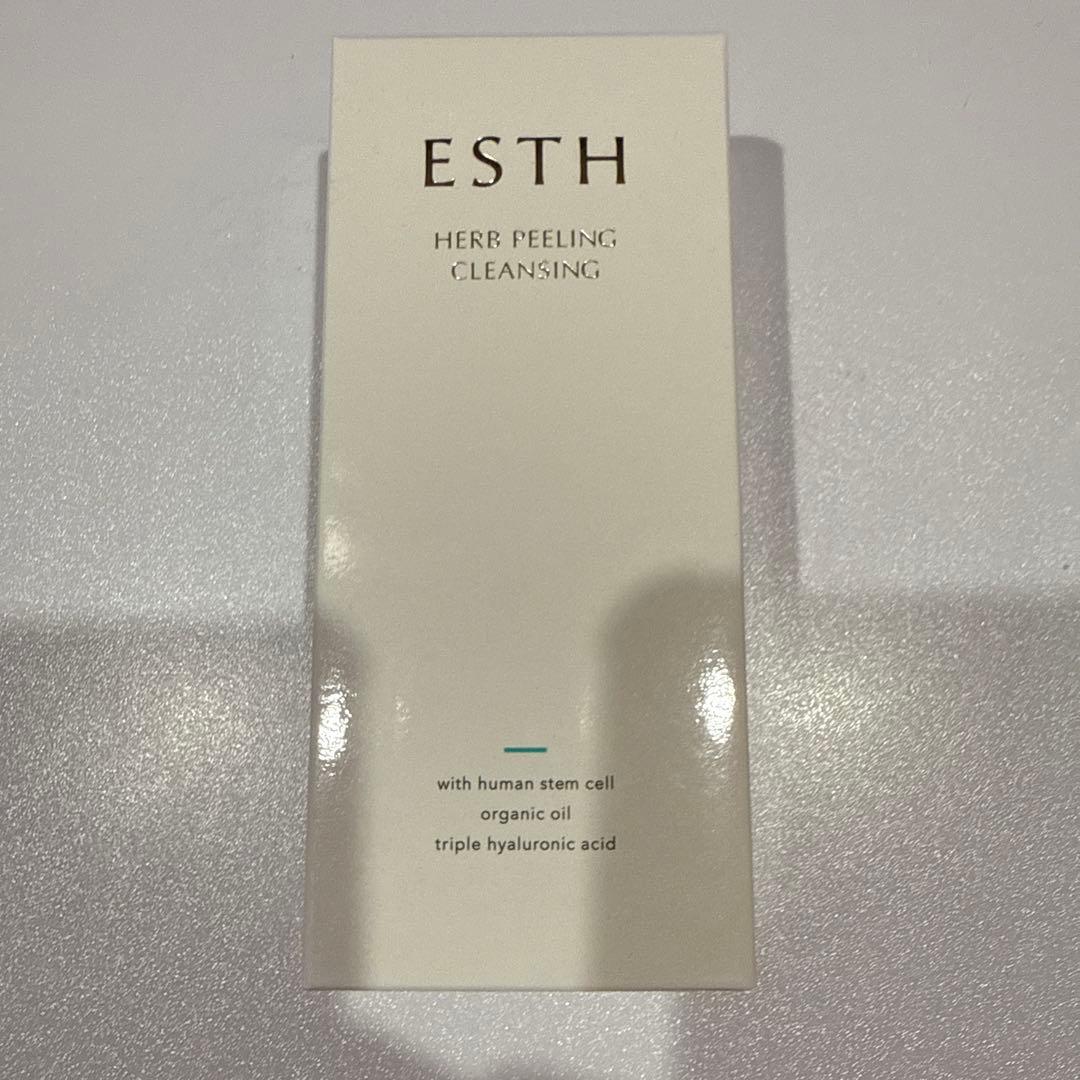 ESTH
HERB PEELING
CLEANSING
with human stem cell
organic oil
triple hyaluronic acid